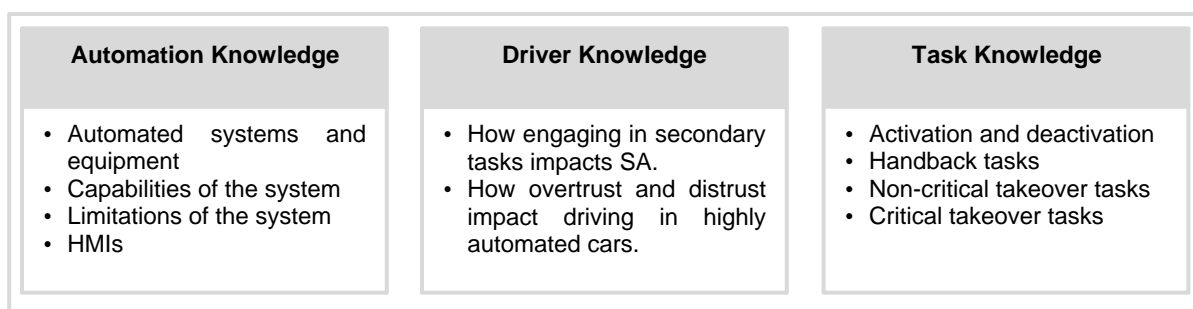 Automation Knowledge
• Automated systems and
equipment
• Capabilities of the system
• Limitations of the system
• HMIs
Driver Knowledge
• How engaging in secondary
tasks impacts SA.
• How overtrust and distrust
impact driving in highly
automated cars.
Task Knowledge
• Activation and deactivation
• Handback tasks
• Non-critical takeover tasks
• Critical takeover tasks